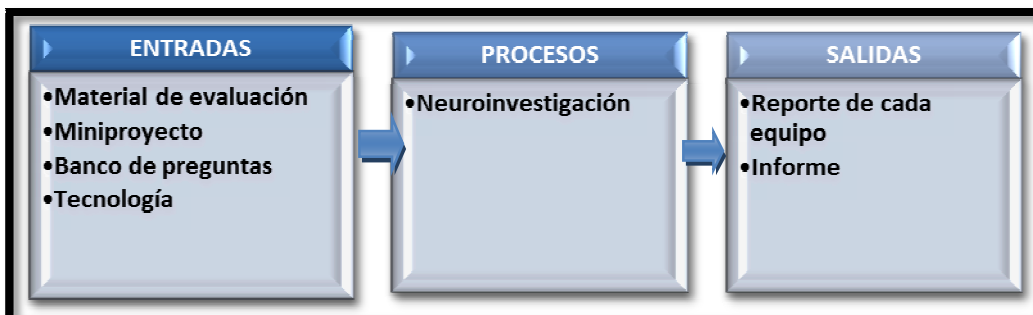 ENTRADAS
•Material de evaluación
•Miniproyecto
•Banco de preguntas
•Tecnología
PROCESOS
•Neuroinvestigación
SALIDAS
•Reporte de cada
equipo
•Informe